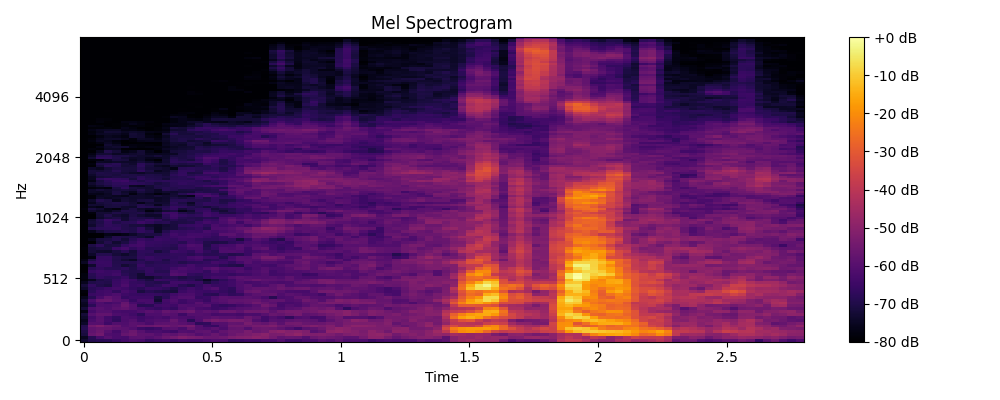 Mel Spectrogram
Hz
4096
2048
1024
512
0
0
0.5
1
1.5
2
2.5
Time
+0 dB
-10 dB
-20 dB
-30 dB
-40 dB
-50 dB
-60 dB
-70 dB
-80 dB